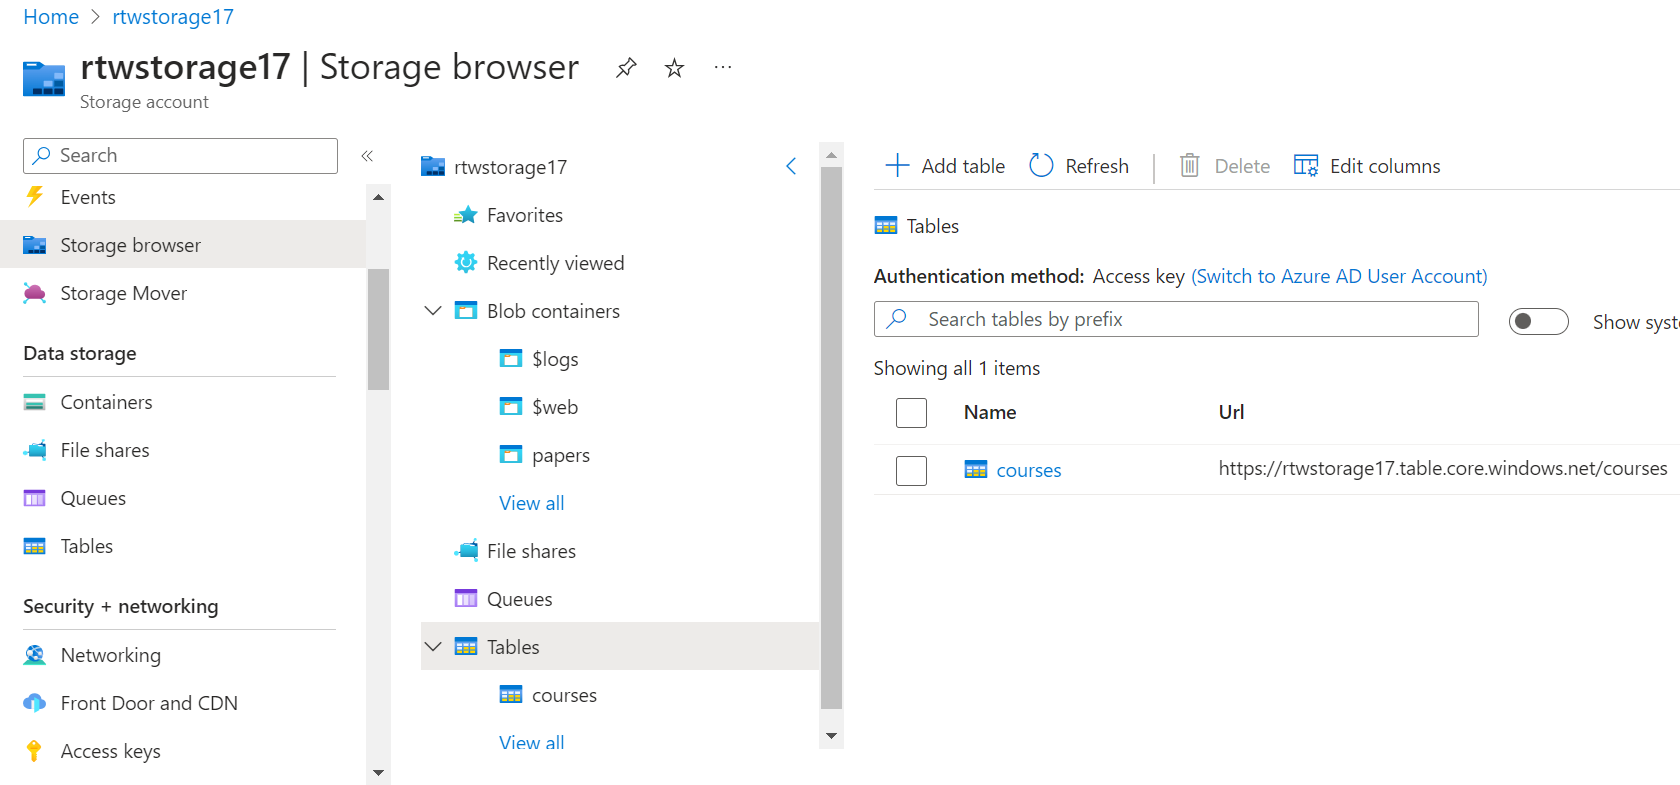 Home > rtwstorage17
rtwstorage17 | Storage browser
Storage account
Search
Events
Storage browser
Storage Mover
Data storage
Containers
File shares
Queues
Tables
Security + networking
Networking
Front Door and CDN
Access keys
rtwstorage17
Favorites
Recently viewed
Blob containers
$logs
$web
papers
View all
File shares
Queues
Tables
courses
View all
Add table Refresh | Delete Edit columns
Tables
Authentication method: Access key (Switch to Azure AD User Account)
Search tables by prefix
Show syst
Showing all 1 items
Name Url
courses https://rtwstorage17.table.core.windows.net/courses